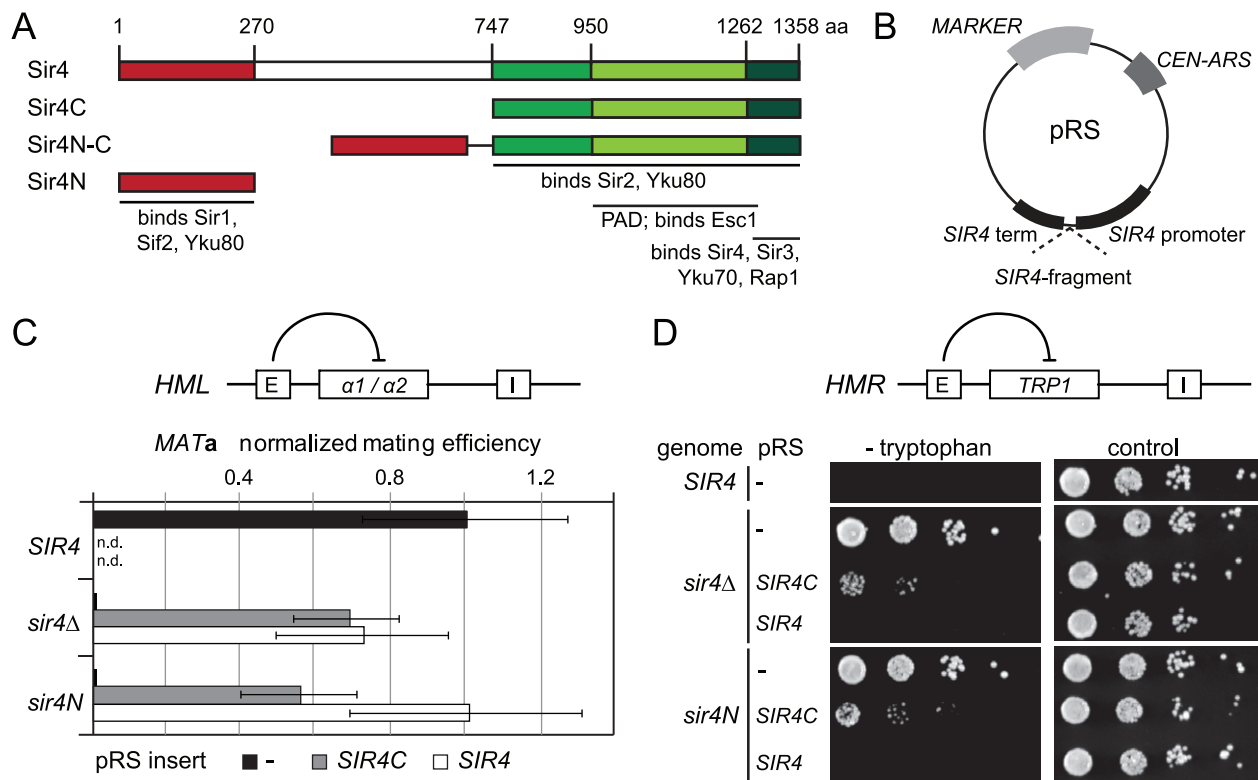 A
1 270 747 950 1262 1358 aa
Sir4
Sir4C
Sir4N-C
Sir4N
binds Sir2, Yku80
binds Sir1,
Sif2, Yku80
PAD; binds Esc1
binds Sir4, Sir3,
Yku70, Rap1
B
MARKER
CEN-ARS
pRS
SIR4 term
SIR4 promoter
SIR4-fragment
C
HML
E
α1 / α2
I
MATa normalized mating efficiency
0.4 0.8 1.2
SIR4
n.d.
n.d.
sir4Δ
sir4N
pRS insert - SIR4C SIR4
D
HMR
E
TRP1
I
genome pRS - tryptophan control
SIR4 -
-
sir4Δ SIR4C
SIR4
-
sir4N SIR4C
SIR4